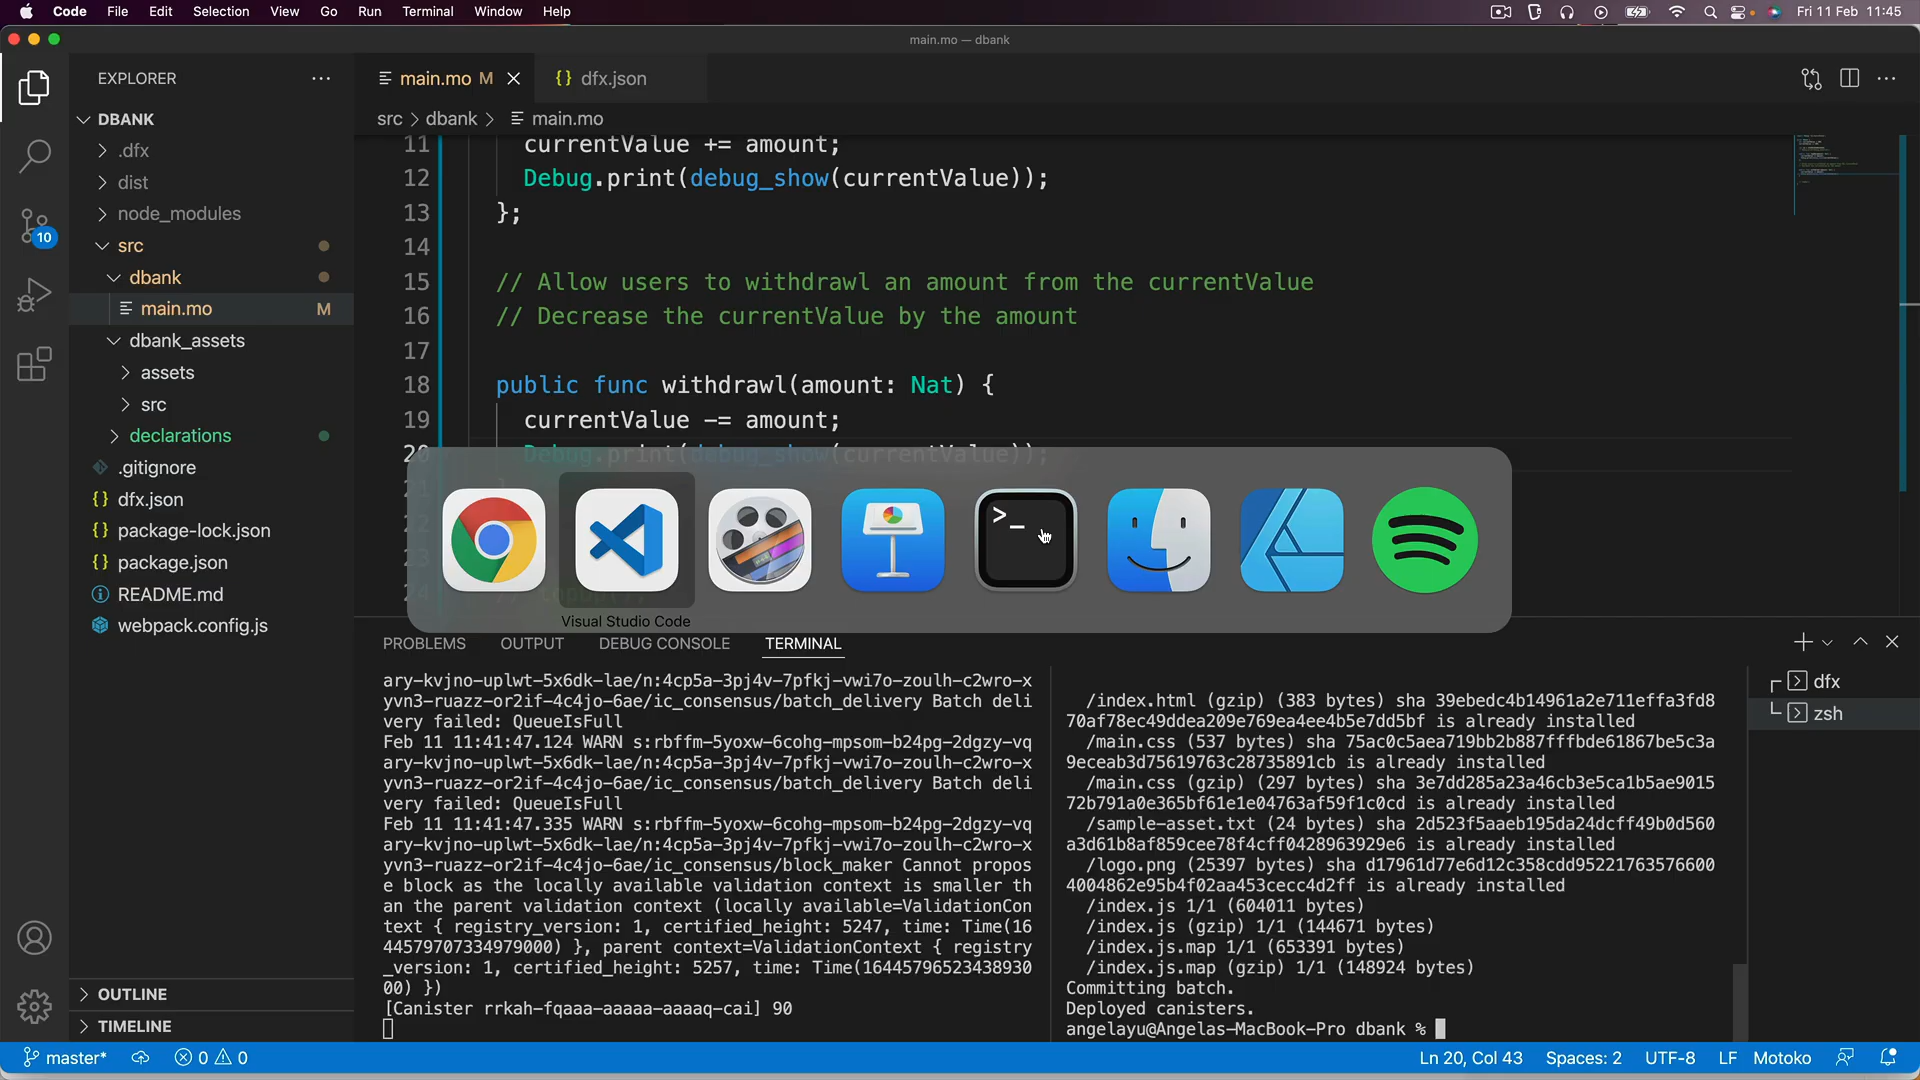 Code File Edit Selection View Go Run Terminal Window Help
Fri 11 Feb 11:45
main.mo — dbank
EXPLORER
main.mo M
{} dfx.json
src > dbank > main.mo
DBANK
.dfx
dist
node_modules
src
dbank
main.mo M
dbank_assets
assets
src
declarations
.gitignore
{} dfx.json
{} package-lock.json
{} package.json
README.md
webpack.config.js
OUTLINE
TIMELINE
10
11 currentValue += amount;
12 Debug.print(debug_show(currentValue));
13 };
14
15 // Allow users to withdrawl an amount from the currentValue
16 // Decrease the currentValue by the amount
17
18 public func withdrawl(amount: Nat) {
19 currentValue -= amount;
20 Debug.print(debug_show(currentValue));
Visual Studio Code
PROBLEMS OUTPUT DEBUG CONSOLE TERMINAL
ary-kvjno-uplwt-5x6dk-lae/n:4cp5a-3pj4v-7pfkj-vwi7o-zoulh-c2wro-x
yvn3-ruazz-or2if-4c4jo-6ae/ic_consensus/batch_delivery Batch deli
very failed: QueueIsFull
Feb 11 11:41:47.124 WARN s:rbffm-5yoxw-6cohg-mpsom-b24pg-2dgzy-vq
ary-kvjno-uplwt-5x6dk-lae/n:4cp5a-3pj4v-7pfkj-vwi7o-zoulh-c2wro-x
yvn3-ruazz-or2if-4c4jo-6ae/ic_consensus/batch_delivery Batch deli
very failed: QueueIsFull
Feb 11 11:41:47.335 WARN s:rbffm-5yoxw-6cohg-mpsom-b24pg-2dgzy-vq
ary-kvjno-uplwt-5x6dk-lae/n:4cp5a-3pj4v-7pfkj-vwi7o-zoulh-c2wro-x
yvn3-ruazz-or2if-4c4jo-6ae/ic_consensus/block_maker Cannot propos
e block as the locally available validation context is smaller th
an the parent validation context (locally available=ValidationCon
text { registry_version: 1, certified_height: 5247, time: Time(16
44579707334979000) }, parent context=ValidationContext { registry
_version: 1, certified_height: 5257, time: Time(16445796523438930
00) })
[Canister rrkah-fqaaa-aaaaa-aaaaq-cai] 90
/index.html (gzip) (383 bytes) sha 39ebedc4b14961a2e711effa3fd8
70af78ec49ddea209e769ea4ee4b5e7dd5bf is already installed
/main.css (537 bytes) sha 75ac0c5aea719bb2b887fffbde61867be5c3a
9eceab3d75619763c28735891cb is already installed
/main.css (gzip) (297 bytes) sha 3e7dd285a23a46cb3e5ca1b5ae9015
72b791a0e365bf61e1e04763af59f1c0cd is already installed
/sample-asset.txt (24 bytes) sha 2d523f5aaeb195da24dcff49b0d560
a3d61b8af859cee78f4cff0428963929e6 is already installed
/logo.png (25397 bytes) sha d17961d77e6d12c358cdd95221763576600
4004862e95b4f02aa453cecc4d2ff is already installed
/index.js 1/1 (604011 bytes)
/index.js (gzip) 1/1 (144671 bytes)
/index.js.map 1/1 (653391 bytes)
/index.js.map (gzip) 1/1 (148924 bytes)
Committing batch.
Deployed canisters.
angelayu@Angelas-MacBook-Pro dbank %
dfx
zsh
master* 0 0
Ln 20, Col 43 Spaces: 2 UTF-8 LF Motoko